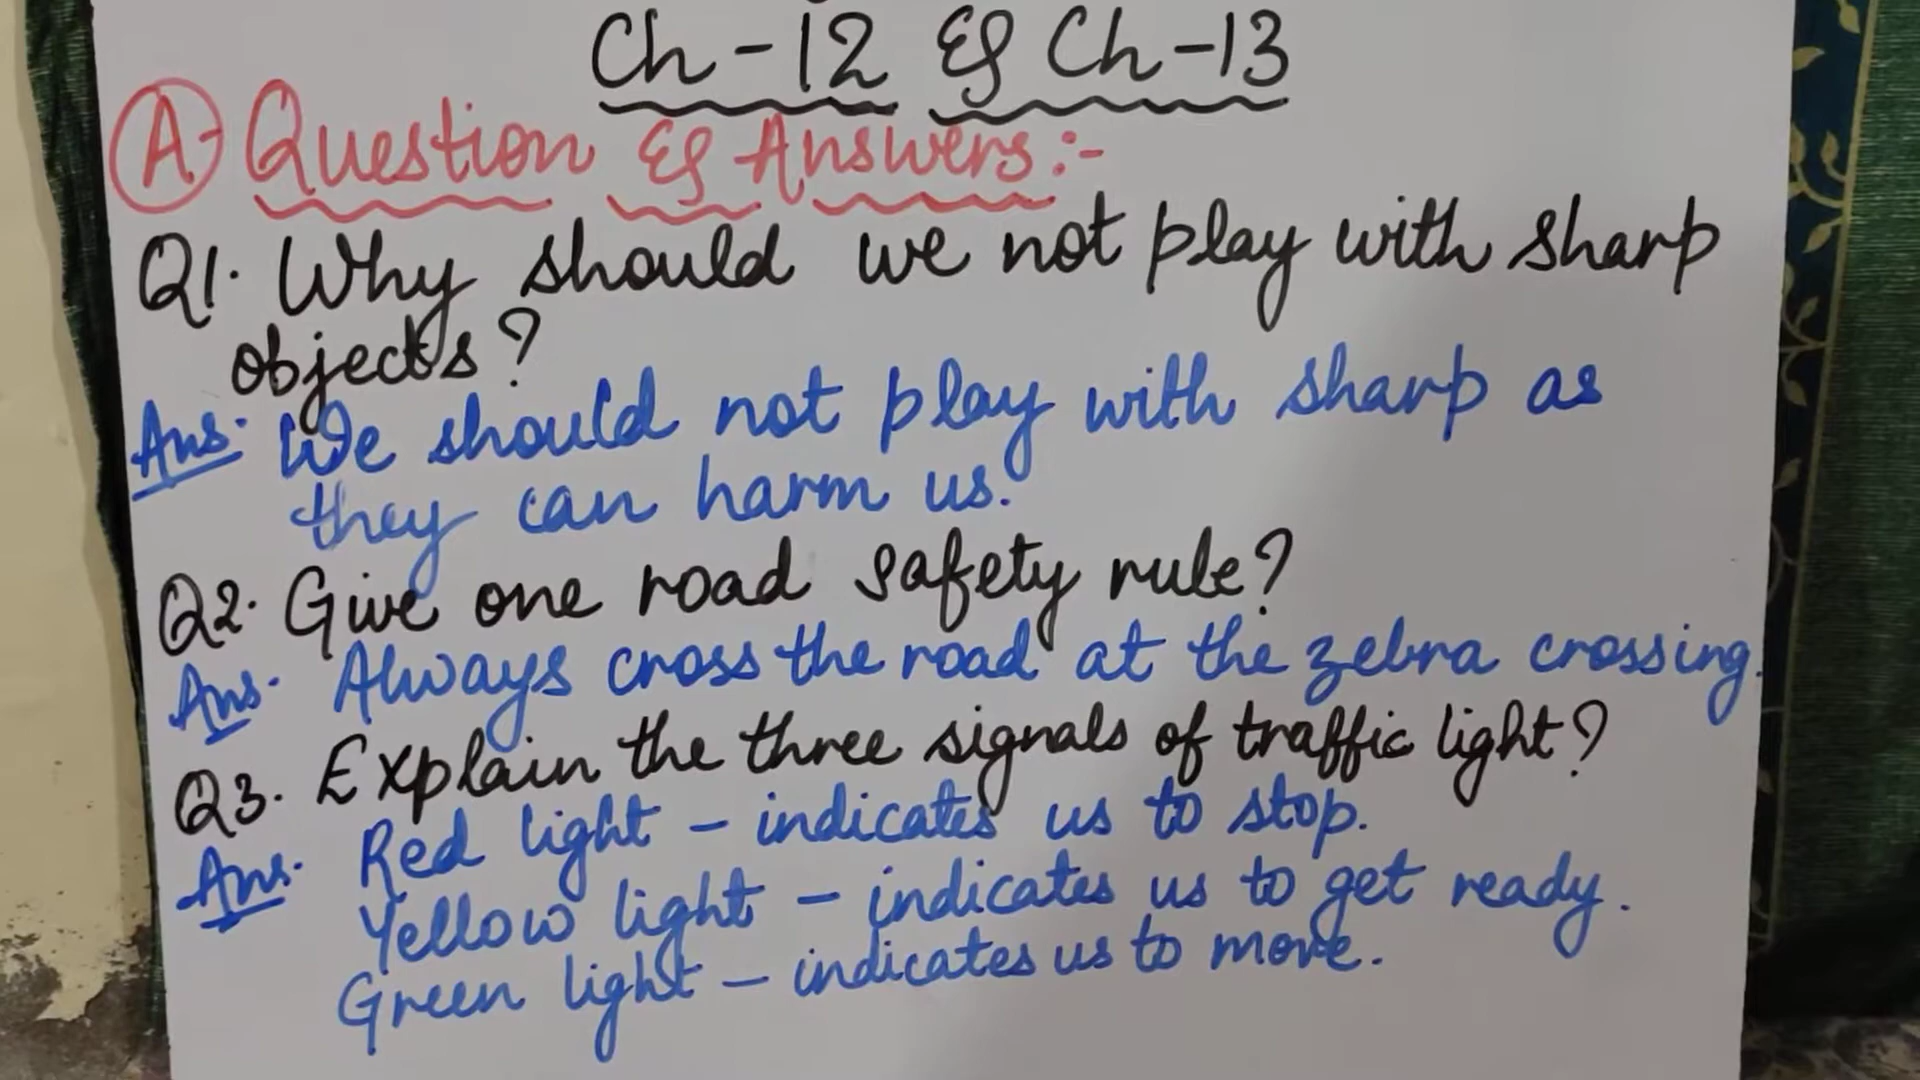 Ch-12 & Ch-13
A- Question & Answers:-
Q1. Why should we not play with sharp
objects?
Ans. We should not play with sharp as
they can harm us.
Q2. Give one road safety rule?
Ans. Always cross the road at the zebra crossing.
Q3. Explain the three signals of traffic light?
Ans. Red light - indicates us to stop.
Yellow light - indicates us to get ready.
Green light - indicates us to move.